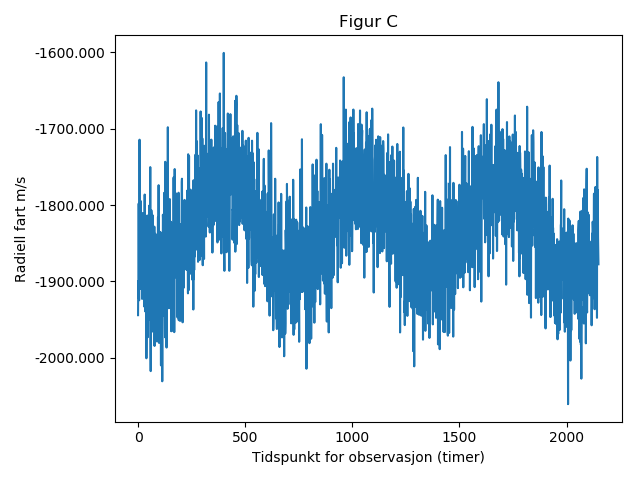 Figur C
-1600.000
-1700.000
-1800.000
-1900.000
-2000.000
Radiell fart m/s
0 500 1000 1500 2000
Tidspunkt for observasjon (timer)